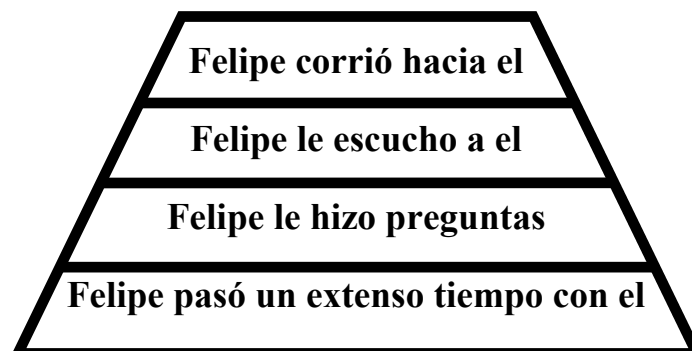 Felipe corrió hacia el
Felipe le escucho a el
Felipe le hizo preguntas
Felipe pasó un extenso tiempo con el